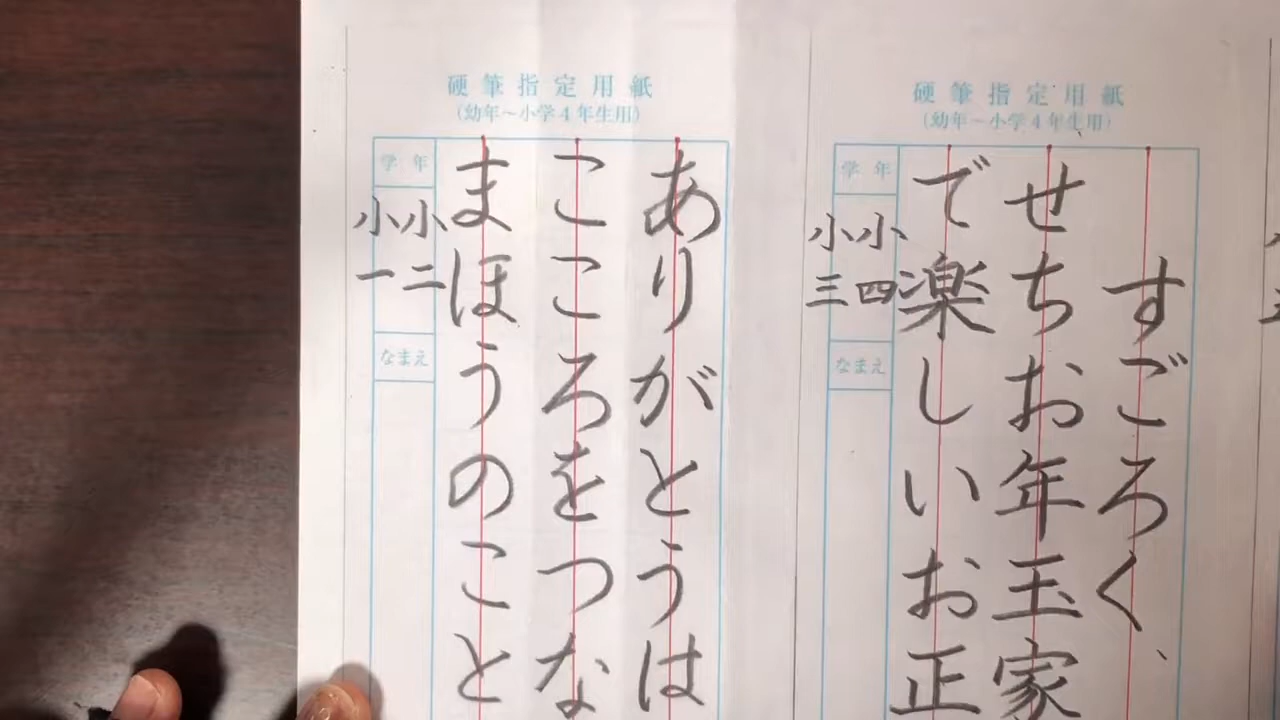 硬筆指定用紙
(幼年~小学4年生用)
すごろく、
せちお年玉家
で楽しいお正
学年
小四
小三
なまえ
硬筆指定用紙
(幼年~小学4年生用)
ありがとうは
こころをつな
まほうのこと
学年
小二
小一
なまえ